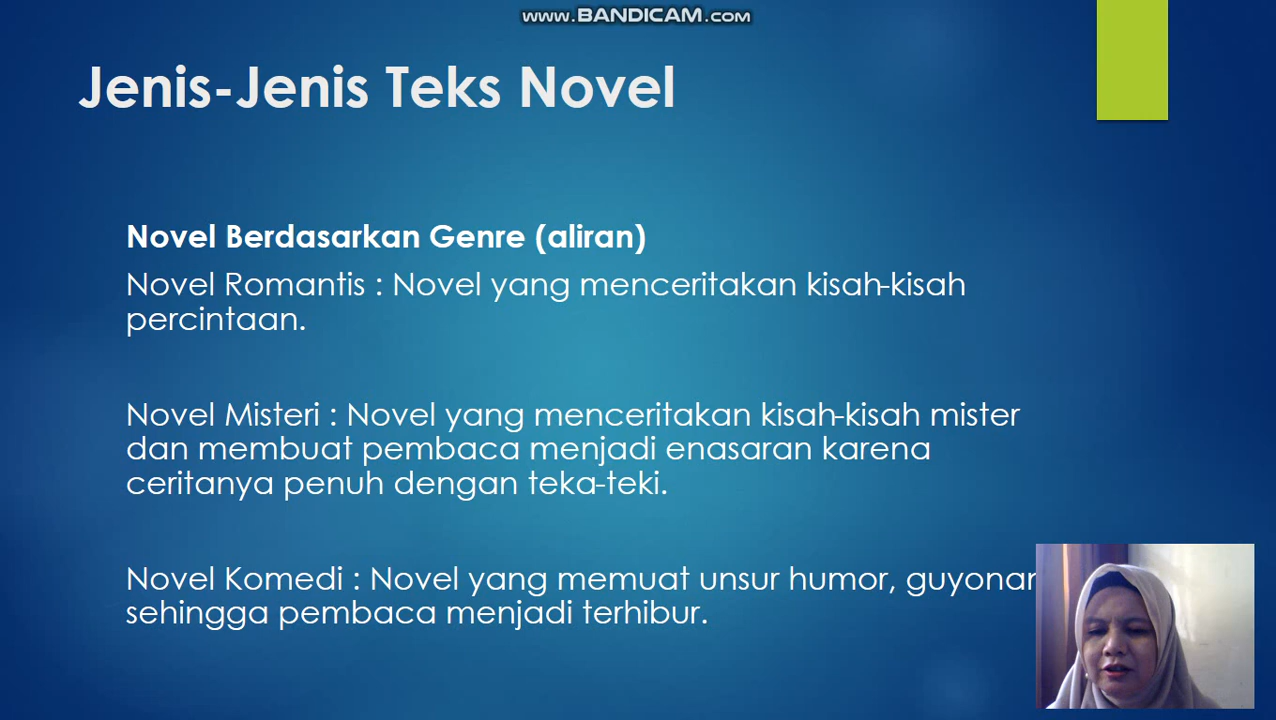 www.BANDICAM.com
Jenis-Jenis Teks Novel
Novel Berdasarkan Genre (aliran)
Novel Romantis : Novel yang menceritakan kisah-kisah
percintaan.
Novel Misteri : Novel yang menceritakan kisah-kisah mister
dan membuat pembaca menjadi enasaran karena
ceritanya penuh dengan teka-teki.
Novel Komedi : Novel yang memuat unsur humor, guyonan
sehingga pembaca menjadi terhibur.